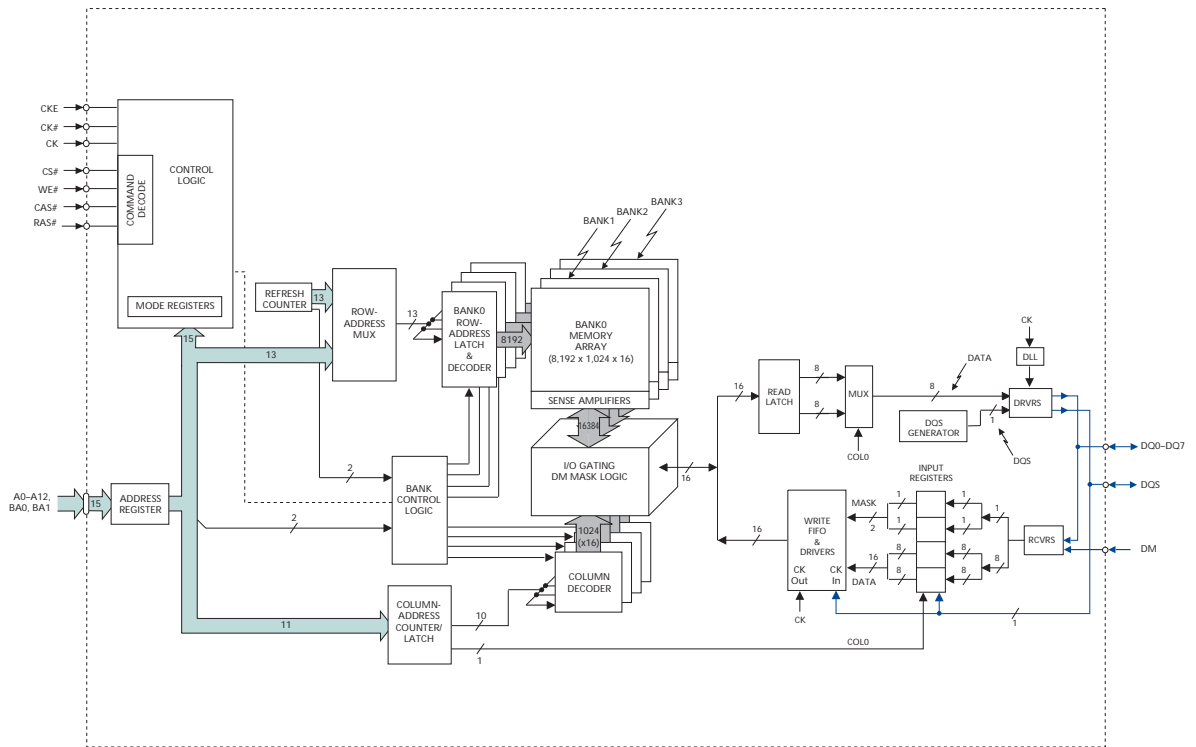 CKE
CK#
CK
CS#
WE#
CAS#
RAS#
COMMAND
DECODE
CONTROL
LOGIC
MODE REGISTERS
15
REFRESH
COUNTER
13
13
ROW-
ADDRESS
MUX
13
BANK0
ROW-
ADDRESS
LATCH
&
DECODER
8192
BANK1
BANK2
BANK3
BANK0
MEMORY
ARRAY
(8,192 x 1,024 x 16)
SENSE AMPLIFIERS
16384
I/O GATING
DM MASK LOGIC
16
1024
(x16)
COLUMN
DECODER
2
BANK
CONTROL
LOGIC
2
A0–A12,
BA0, BA1
15
ADDRESS
REGISTER
11
COLUMN-
ADDRESS
COUNTER/
LATCH
10
1
COL0
16
READ
LATCH
8
8
MUX
COL0
8
DATA
DQS
GENERATOR
1
DQS
CK
DLL
DRVRS
DQ0–DQ7
DQS
DM
RCVRS
INPUT
REGISTERS
16
WRITE
FIFO
&
DRIVERS
CK
Out
CK
In
CK
MASK
2
16
DATA
1
1
8
8
1
1
8
8
1
8
1